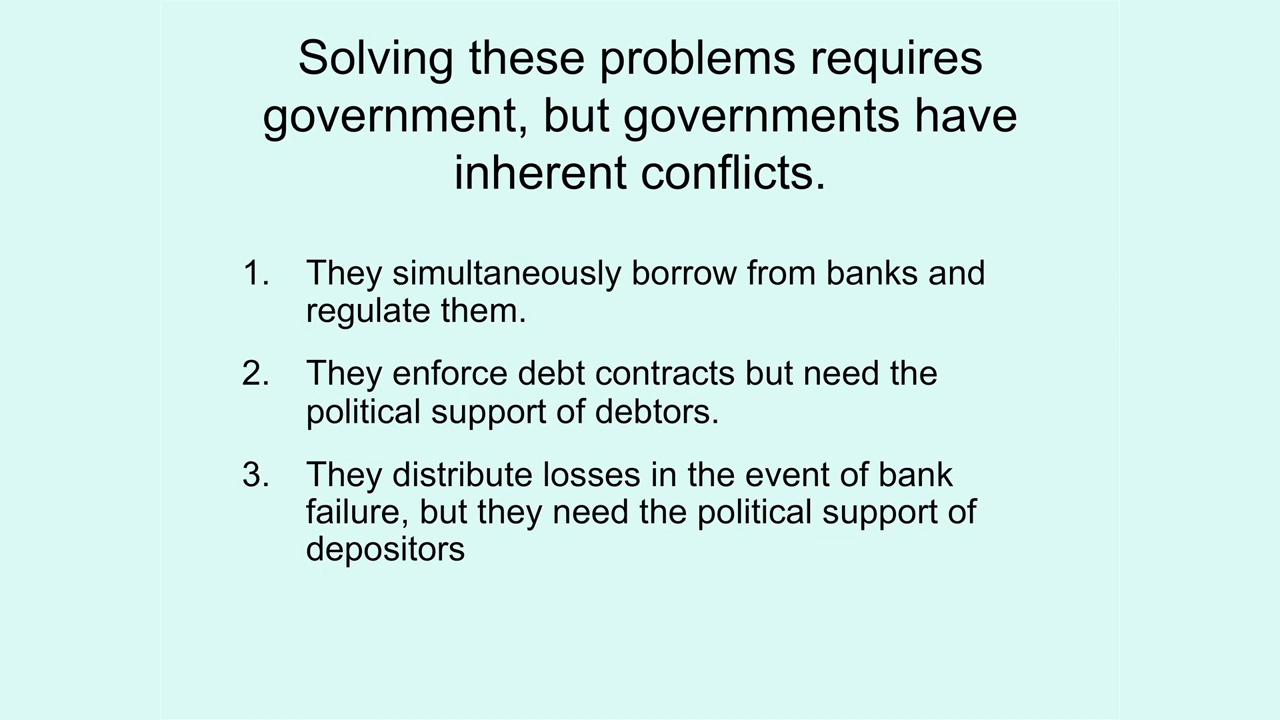 Solving these problems requires
government, but governments have
inherent conflicts.
1. They simultaneously borrow from banks and
regulate them.
2. They enforce debt contracts but need the
political support of debtors.
3. They distribute losses in the event of bank
failure, but they need the political support of
depositors